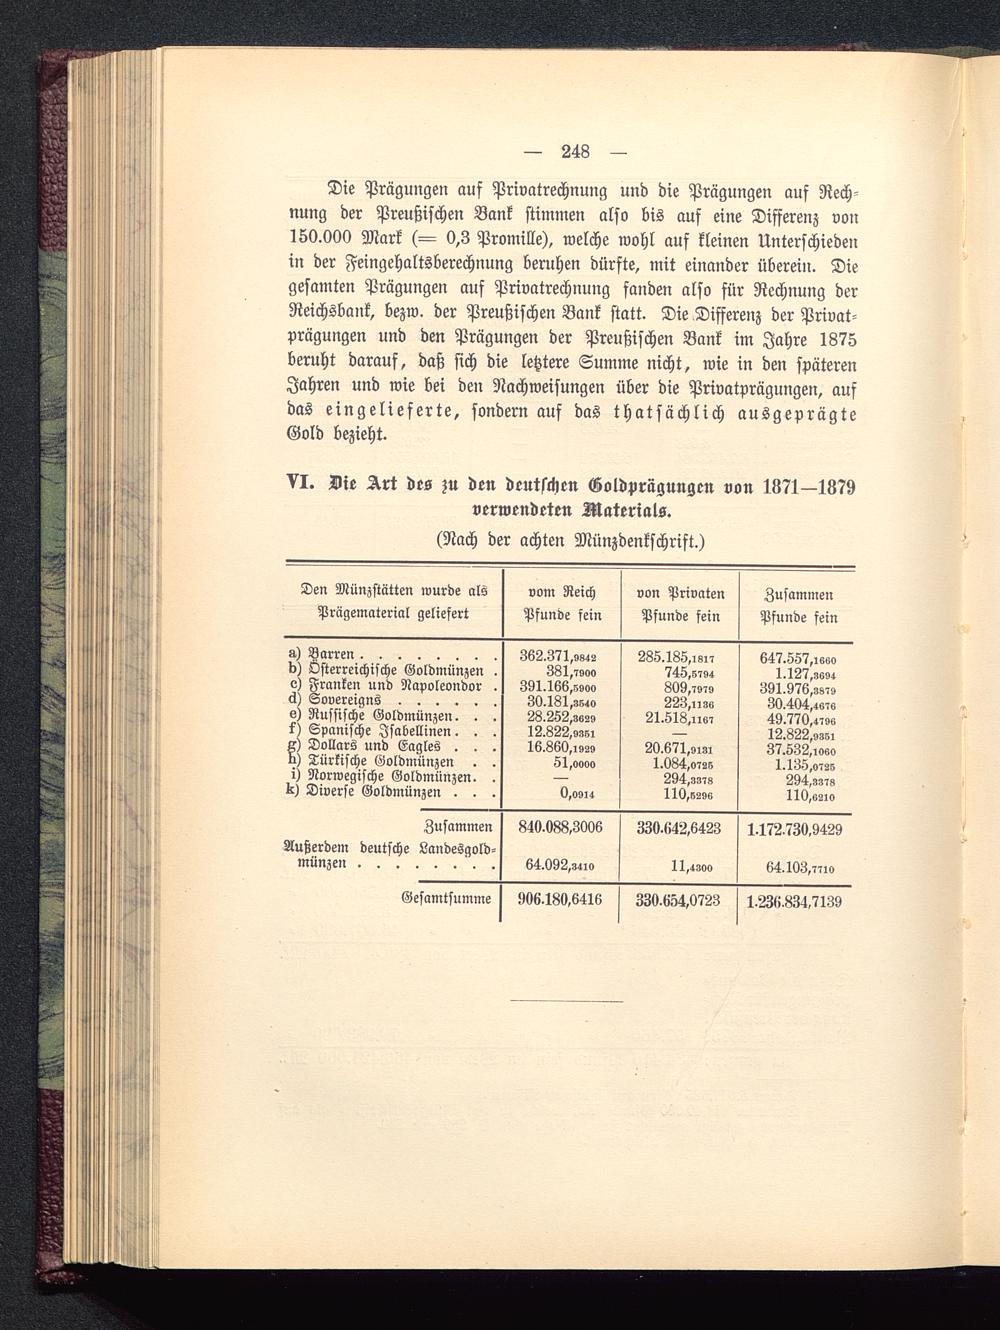 — 248 —
Die Prägungen auf Privatrechnung und die Prägungen auf Rech-
nung der Preußischen Bank stimmen also bis auf eine Differenz von
150.000 Mark (= 0,3 Promille), welche wohl auf kleinen Unterschieden
in der Feingehaltsberechnung beruhen dürfte, mit einander überein. Die
gesamten Prägungen auf Privatrechnung fanden also für Rechnung der
Reichsbank, bezw. der Preußischen Bank statt. Die Differenz der Privat-
prägungen und den Prägungen der Preußischen Bank im Jahre 1875
beruht darauf, daß sich die letztere Summe nicht, wie in den späteren
Jahren und wie bei den Nachweisungen über die Privatprägungen, auf
das eingelieferte, sondern auf das thatsächlich ausgeprägte
Gold bezieht.
VI. Die Art des zu den deutschen Goldprägungen von 1871—1879
verwendeten Materials.
(Nach der achten Münzdenkschrift.)
Den Münzstätten wurde als vom Reich von Privaten Zusammen
Prägematerial geliefert Pfunde fein Pfunde fein Pfunde fein
a) Barren . . . . . . . . 362.371,9842 285.185,1817 647.557,1660
b) Österreichische Goldmünzen . 381,7900 745,5794 1.127,3694
c) Franken und Napoleondor . 391.166,5900 809,7979 391.976,3879
d) Sovereigns . . . . . . 30.181,3540 223,1136 30.404,4676
e) Russische Goldmünzen . . . 28.252,3629 21.518,1167 49.770,4796
f) Spanische Isabellinen . . . 12.822,9351 — 12.822,9351
g) Dollars und Eagles . . . 16.860,1929 20.671,9131 37.532,1060
h) Türkische Goldmünzen . . 51,0000 1.084,0725 1.135,0725
i) Norwegische Goldmünzen . . — 294,3378 294,3378
k) Diverse Goldmünzen . . . 0,0914 110,5296 110,6210
Zusammen 840.088,3006 330.642,6423 1.172.730,9429
Außerdem deutsche Landesgold-
münzen . . . . . . . . 64.092,3410 11,4300 64.103,7710
Gesamtsumme 906.180,6416 330.654,0723 1.236.834,7139